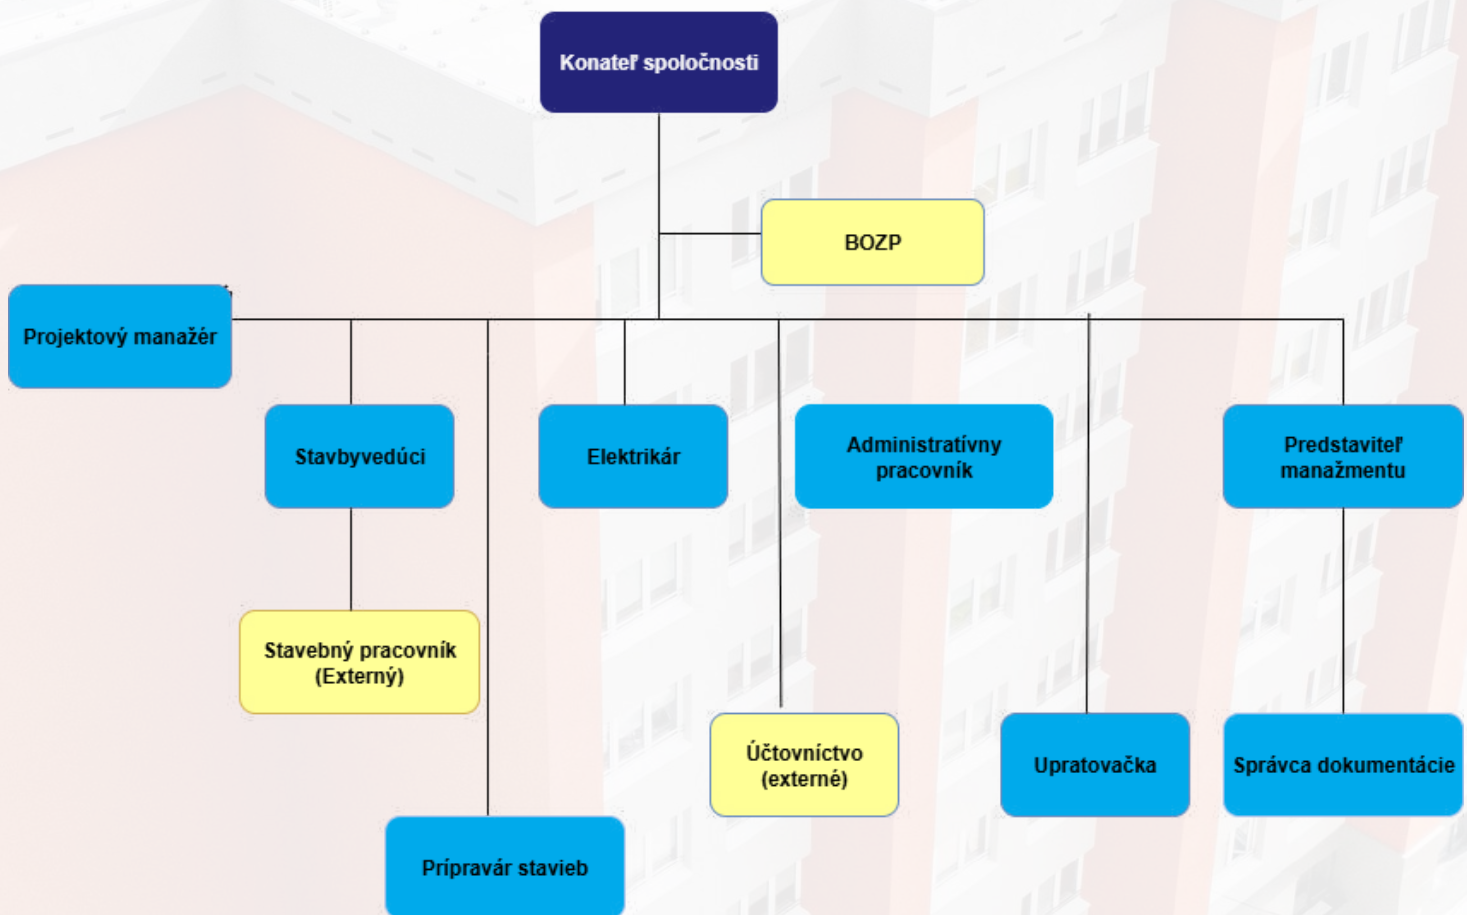 Konateľ spoločnosti
BOZP
Projektový manažér
Stavbyvedúci
Elektrikár
Administratívny
pracovník
Predstaviteľ
manažmentu
Stavebný pracovník
(Externý)
Účtovníctvo
(externé)
Upratovačka
Správca dokumentácie
Prípravár stavieb